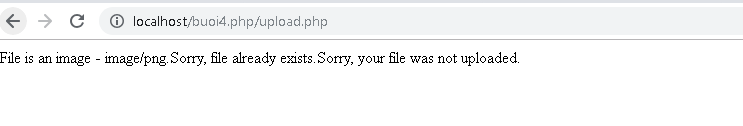 localhost/buoi4.php/upload.php
File is an image - image/png.Sorry, file already exists.Sorry, your file was not uploaded.